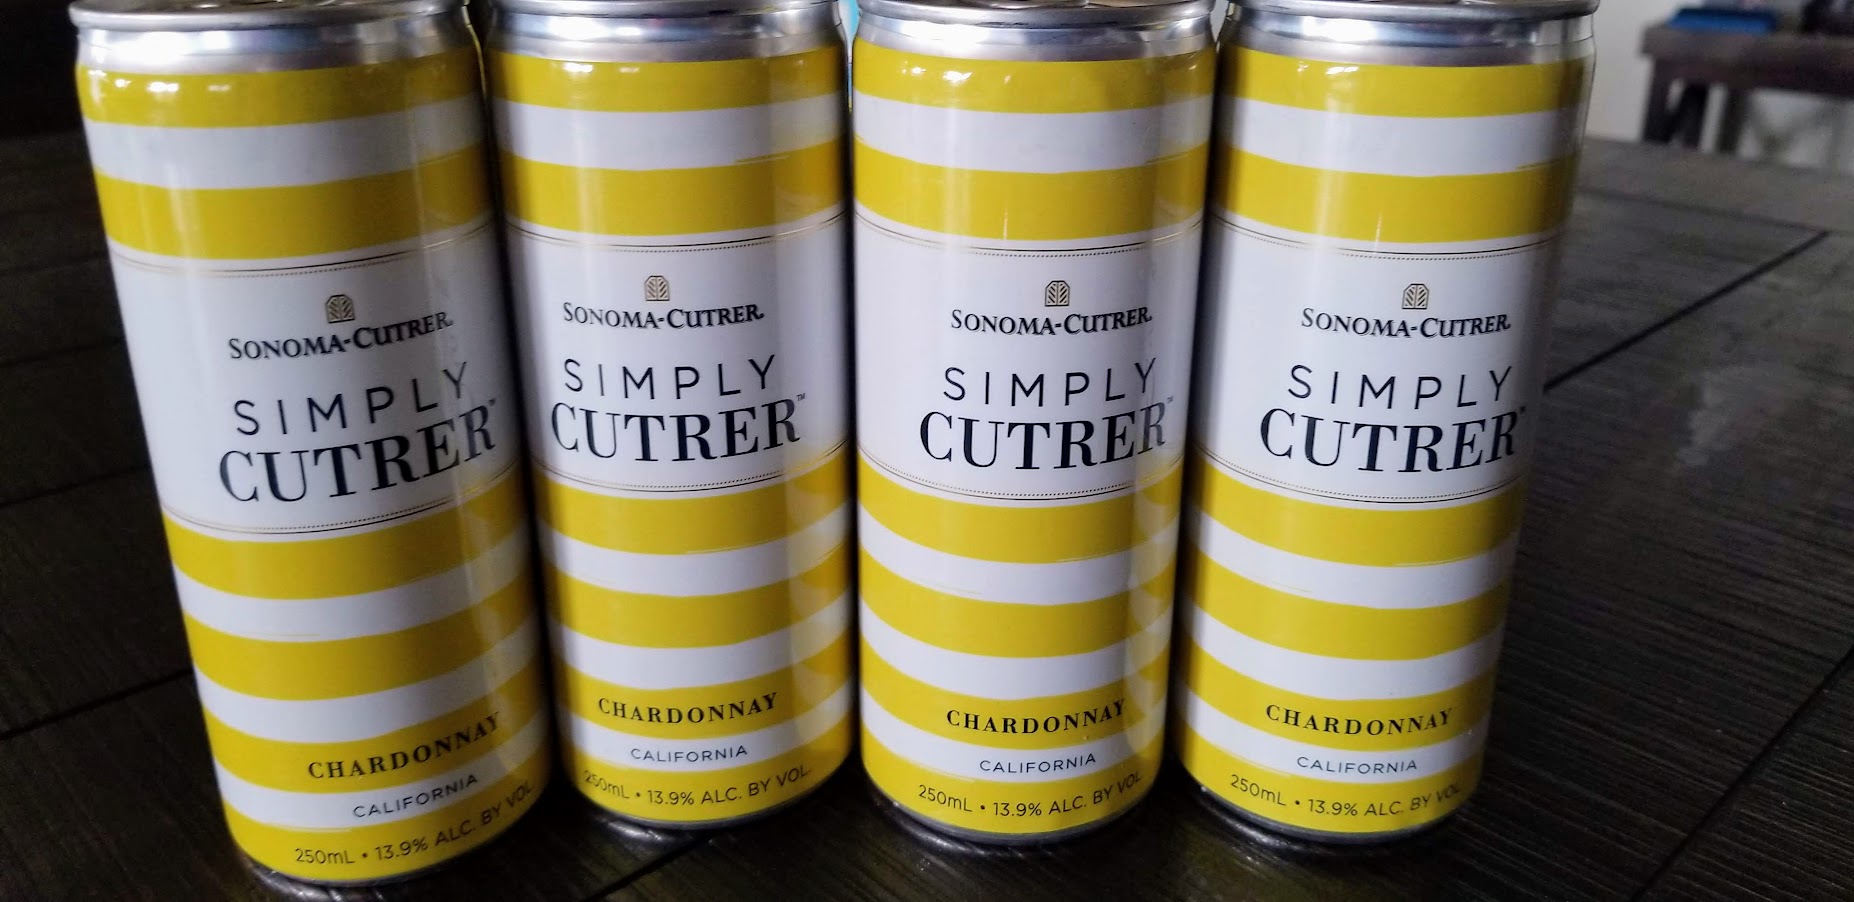 SONOMA-CUTRER
SIMPLY
CUTRER™
CHARDONNAY
CALIFORNIA
250mL • 13.9% ALC. BY VOL.
SONOMA-CUTRER
SIMPLY
CUTRER™
CHARDONNAY
CALIFORNIA
250mL • 13.9% ALC. BY VOL.
SONOMA-CUTRER
SIMPLY
CUTRER™
CHARDONNAY
CALIFORNIA
250mL • 13.9% ALC. BY VOL
SONOMA-CUTRER
SIMPLY
CUTRER™
CHARDONNAY
CALIFORNIA
250mL • 13.9% ALC. BY VOL